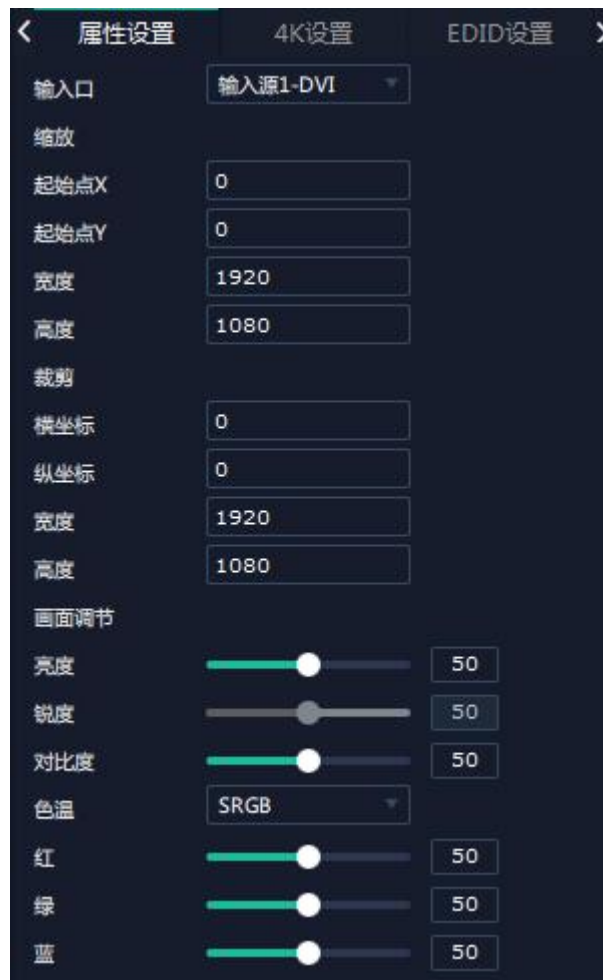 属性设置 4K设置 EDID设置
输入口 输入源1-DVI
缩放
起始点X 0
起始点Y 0
宽度 1920
高度 1080
裁剪
横坐标 0
纵坐标 0
宽度 1920
高度 1080
画面调节
亮度 50
锐度 50
对比度 50
色温 SRGB
红 50
绿 50
蓝 50